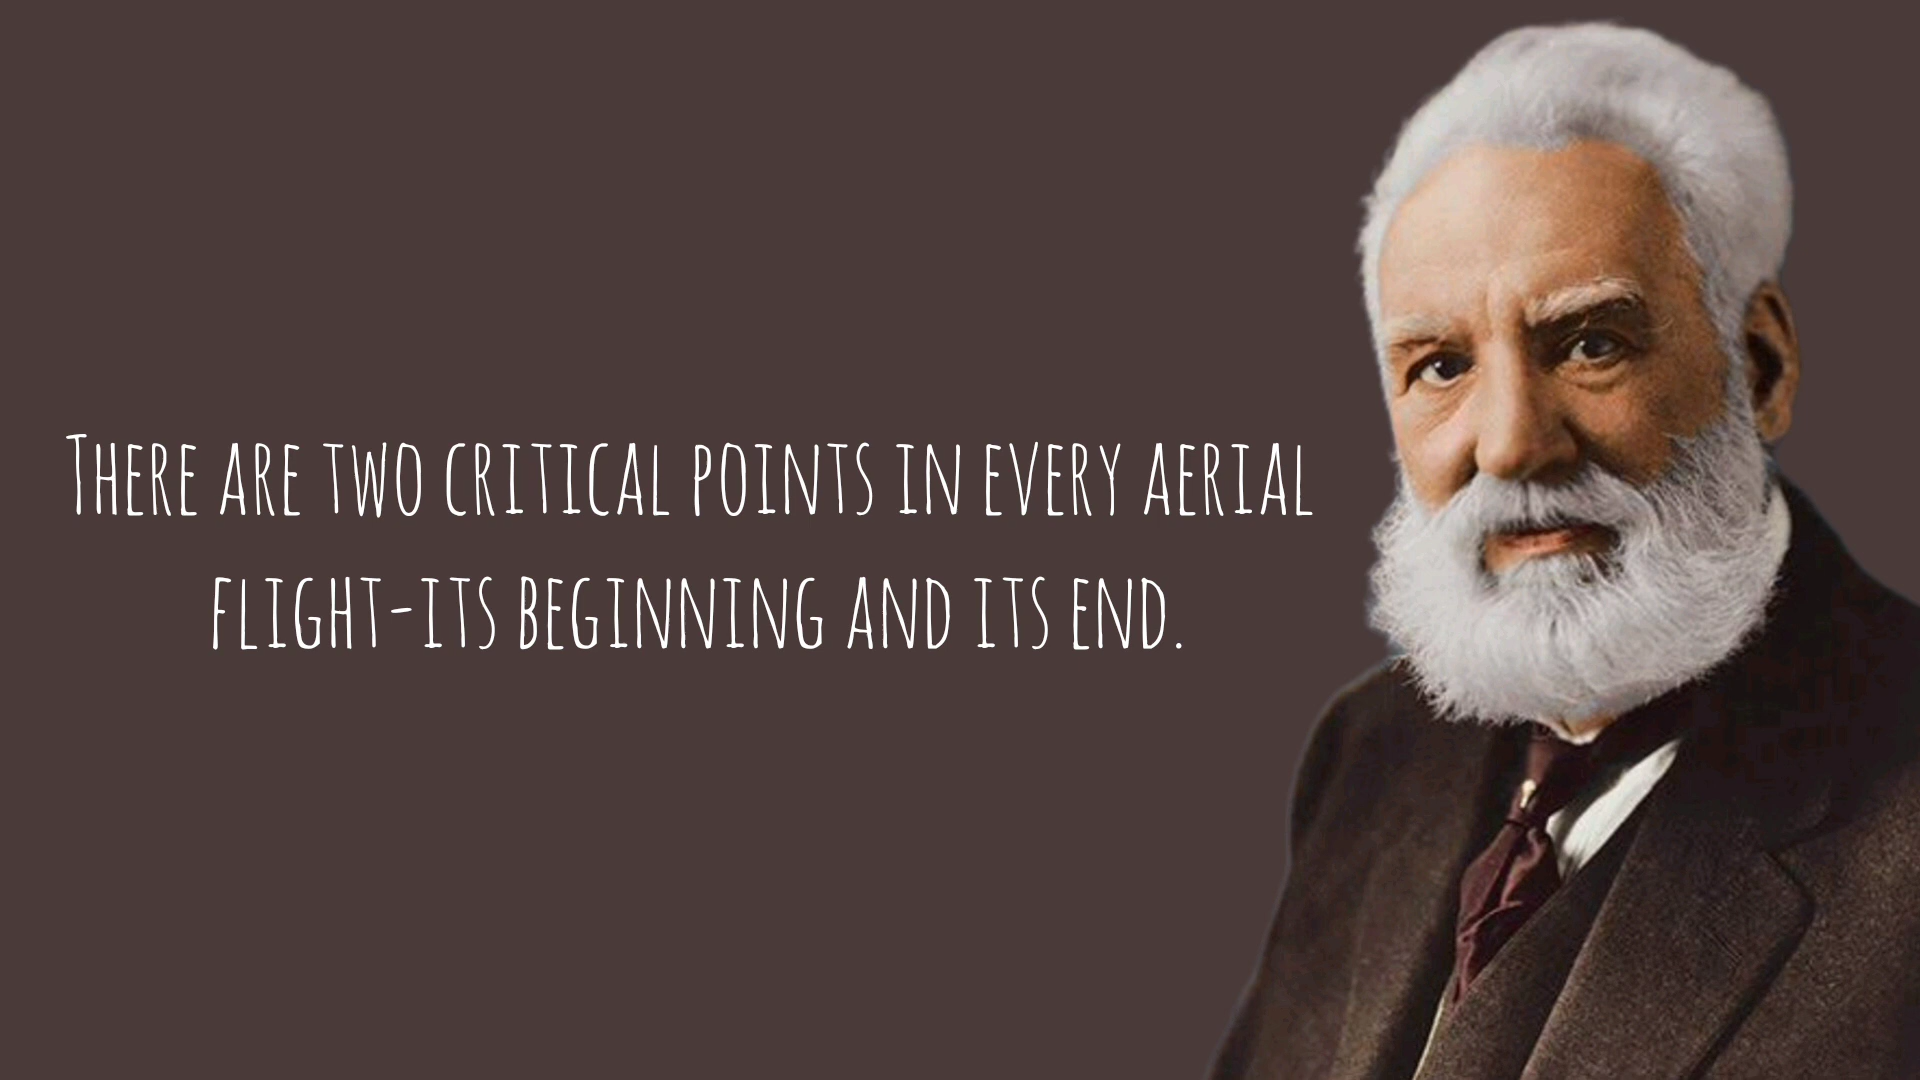 There are two critical points in every aerial
flight-its beginning and its end.